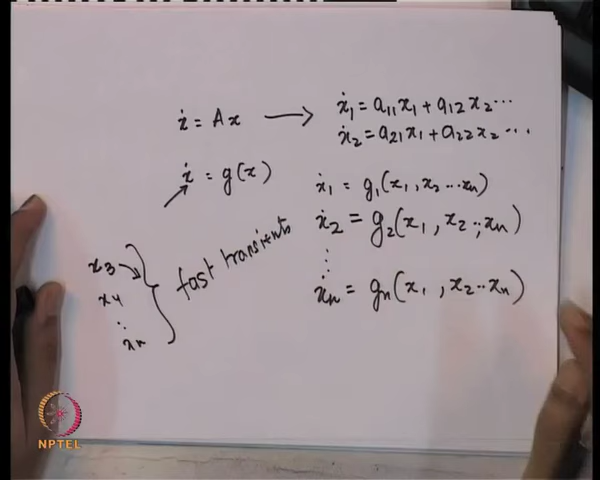 ẋ = Ax → ẋ₁ = a₁₁x₁ + a₁₂x₂...
ẋ₂ = a₂₁x₁ + a₂₂x₂...
ẋ = g(x)
ẋ₁ = g₁(x₁, x₂...xₙ)
ẋ₂ = g₂(x₁, x₂..,xₙ)
⋮
ẋₙ = gₙ(x₁, x₂..xₙ)
x₃
x₄
⋮
xₙ
fast transients
NPTEL